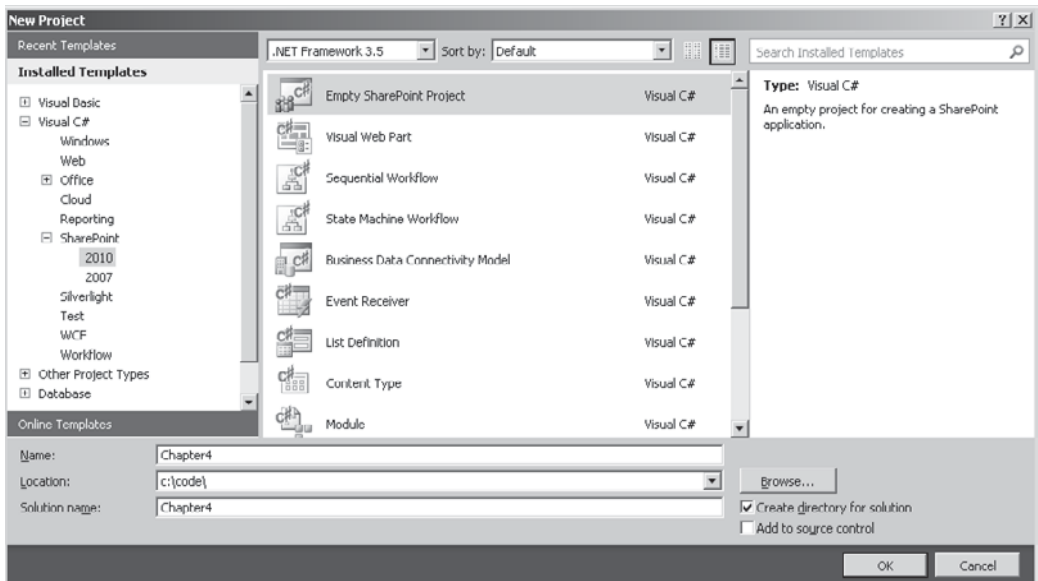 New Project
Recent Templates
.NET Framework 3.5
Sort by: Default
Search Installed Templates
Installed Templates
Visual Basic
Visual C#
Windows
Web
Office
Cloud
Reporting
SharePoint
2010
2007
Silverlight
Test
WCF
Workflow
Other Project Types
Database
Online Templates
Empty SharePoint Project Visual C#
Visual Web Part Visual C#
Sequential Workflow Visual C#
State Machine Workflow Visual C#
Business Data Connectivity Model Visual C#
Event Receiver Visual C#
List Definition Visual C#
Content Type Visual C#
Module Visual C#
Type: Visual C#
An empty project for creating a SharePoint
application.
Name: Chapter4
Location: c:\code\
Browse...
Solution name: Chapter4
Create directory for solution
Add to source control
OK
Cancel